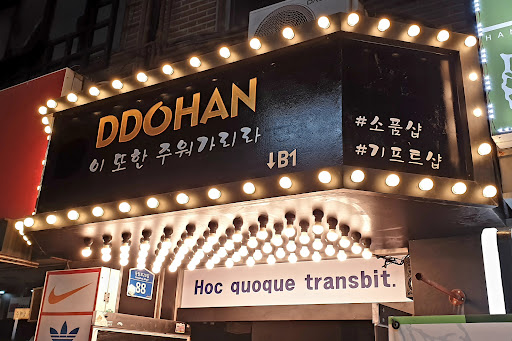 DDOHAN
이 또한 주워가리라
↓B1
#소품샵
#기프트샵
88
Hoc quoque transbit.